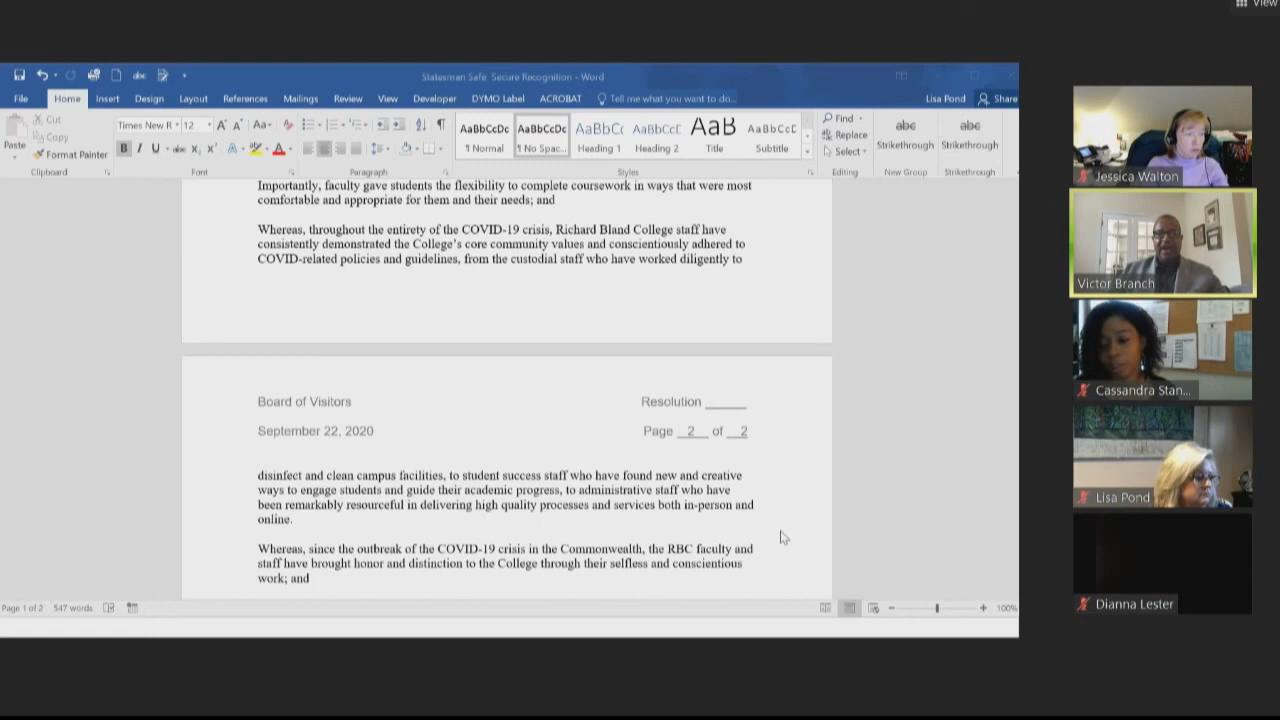 View
Statesman Safe Secure Recognition - Word
File Home Insert Design Layout References Mailings Review View Developer DYMO Label ACROBAT Tell me what you want to do... Lisa Pond Share
Paste
Cut
Copy
Format Painter
Clipboard
Times New R 12
Font
Paragraph
AaBbCcDc AaBbCcDc AaBbCc AaBbCcD AaB AaBbCcD
¶ Normal ¶ No Spac... Heading 1 Heading 2 Title Subtitle
Styles
Find
Replace
Select
Editing
abc abc
Strikethrough Strikethrough
New Group Strikethrough
Importantly, faculty gave students the flexibility to complete coursework in ways that were most
comfortable and appropriate for them and their needs; and
Whereas, throughout the entirety of the COVID-19 crisis, Richard Bland College staff have
consistently demonstrated the College's core community values and conscientiously adhered to
COVID-related policies and guidelines, from the custodial staff who have worked diligently to
Board of Visitors Resolution ______
September 22, 2020 Page __2__ of __2
disinfect and clean campus facilities, to student success staff who have found new and creative
ways to engage students and guide their academic progress, to administrative staff who have
been remarkably resourceful in delivering high quality processes and services both in-person and
online.
Whereas, since the outbreak of the COVID-19 crisis in the Commonwealth, the RBC faculty and
staff have brought honor and distinction to the College through their selfless and conscientious
work; and
Page 1 of 2 547 words 100%
Jessica Walton
Victor Branch
Cassandra Stan...
Lisa Pond
Dianna Lester